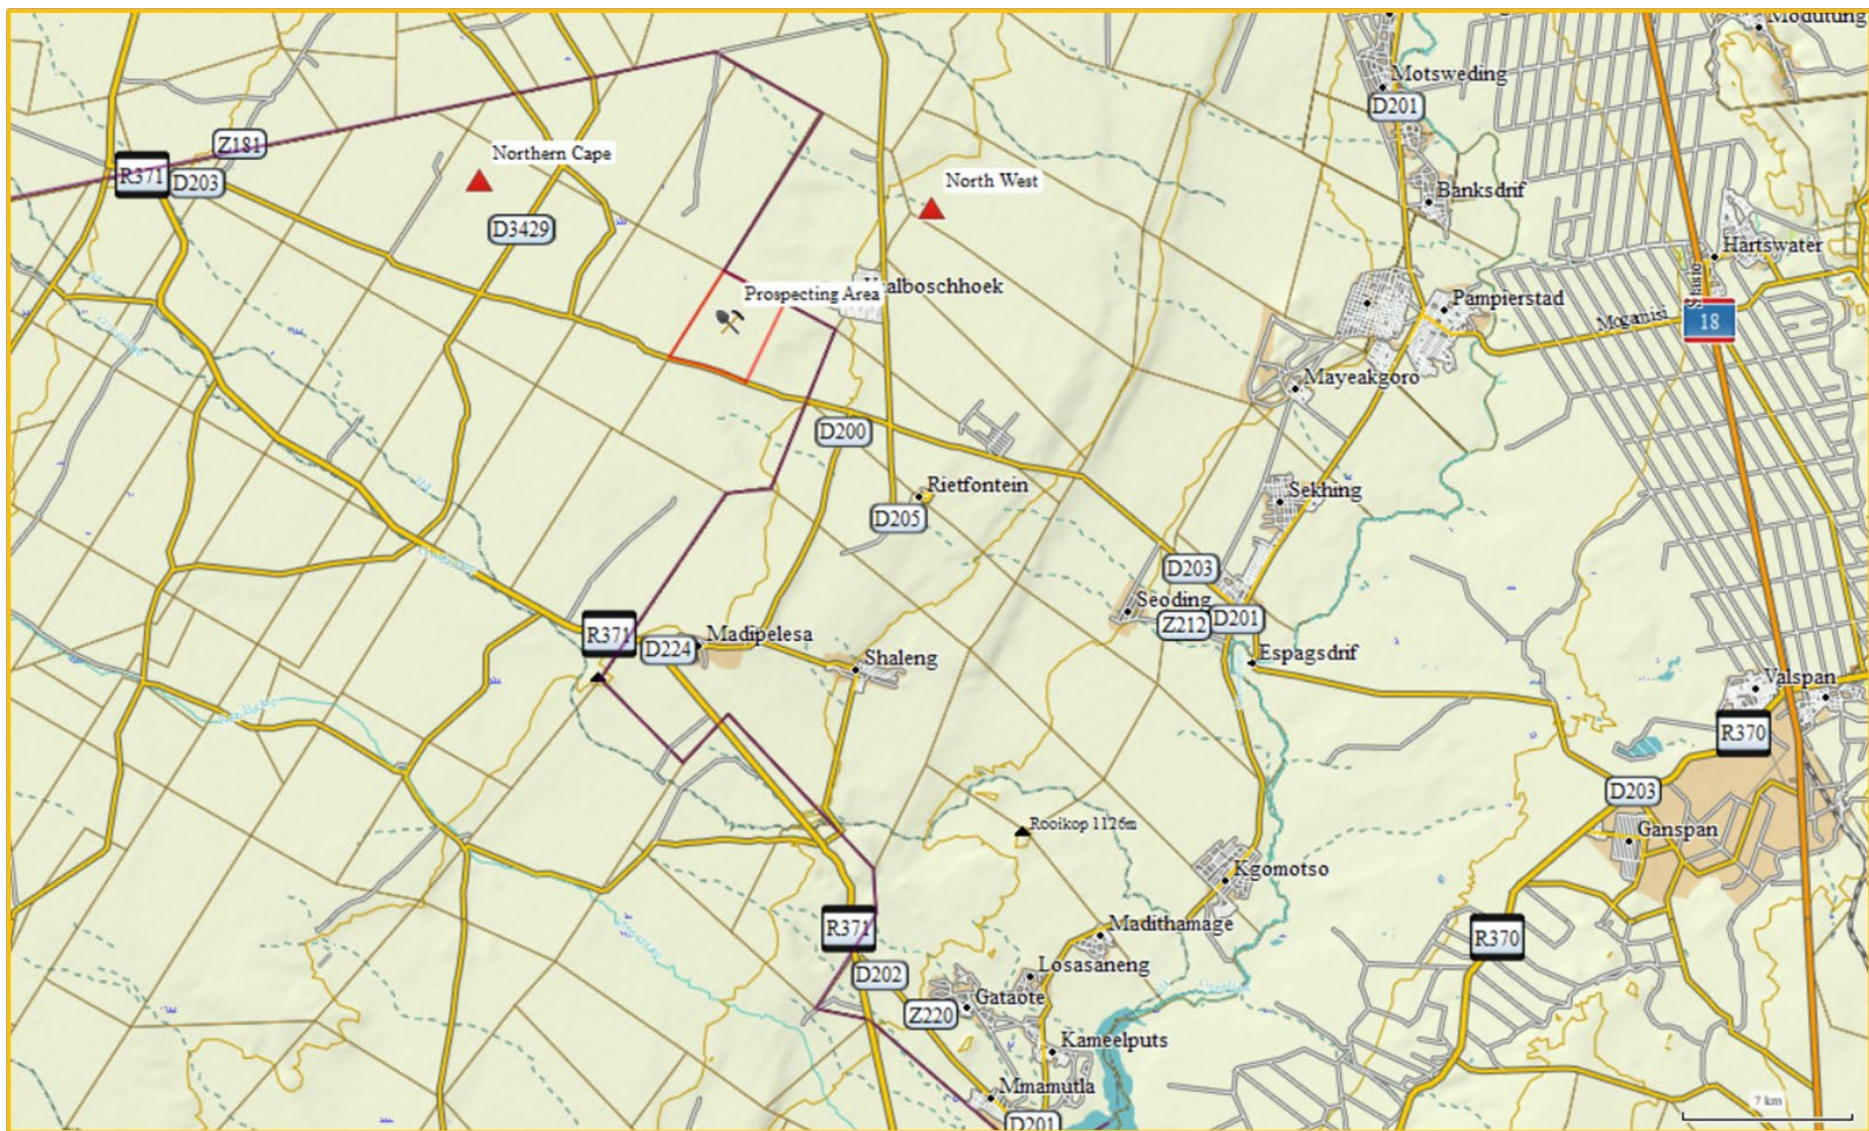 Modutung
Motsweding
D201
Z181
Northern Cape
R371
D203
North West
Banksdrif
D3429
Hartswater
Prospecting Area
alboschhoek
Pampierstad
Mogamisi
18
Mayeakgoro
D200
Rietfontein
Sekhing
D205
D203
Seoding
Z212
D201
R371
D224
Madipelesa
Shaleng
Espagsdrif
Valspan
R370
D203
Rooikop 1126m
Ganspan
Kgomotso
R371
Madithamage
R370
D202
Losasaneng
Gataote
Z220
Kameelputs
Mmamutla
D201
7 km